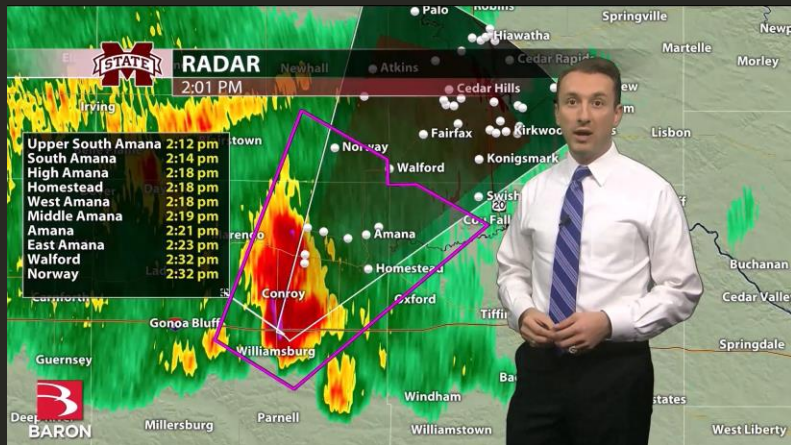 Palo
Robins
Springville
Hiawatha
Martelle
STATE
RADAR
Newhall
Atkins
Cedar Rapids
Morley
2:01 PM
Cedar Hills
Irving
Fairfax
Kirkwood
Lisbon
Upper South Amana 2:12 pm
South Amana 2:14 pm
High Amana 2:18 pm
Homestead 2:18 pm
West Amana 2:18 pm
Middle Amana 2:19 pm
Amana 2:21 pm
East Amana 2:23 pm
Walford 2:32 pm
Norway 2:32 pm
Norway
Walford
Konigsmark
Swish
Cou Falls
Amana
Homestead
Buchanan
Conroy
Oxford
Cedar Valley
Tiffin
Gonoa Bluff
Williamsburg
Springdale
Guernsey
Windham
BARON
Millersburg
Parnell
Williamstown
West Liberty